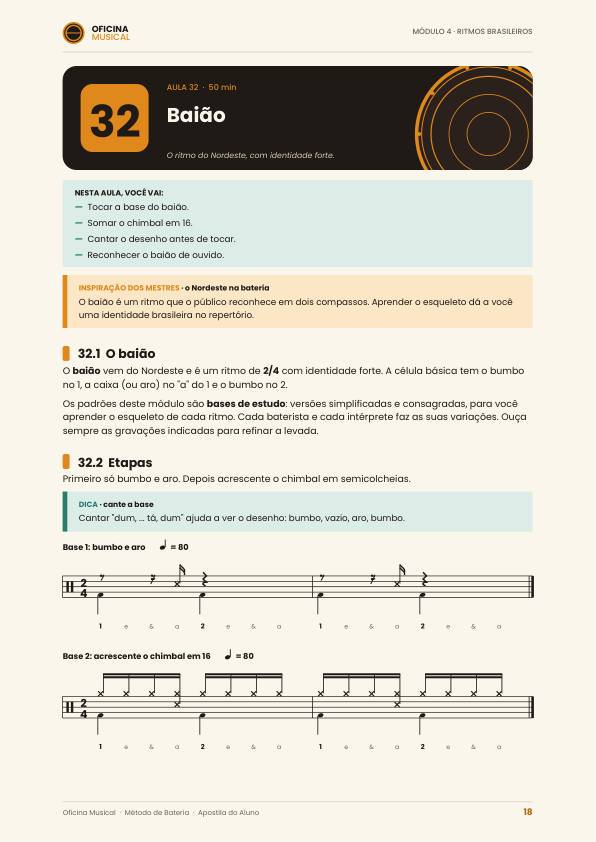 OFICINA
MUSICAL
MÓDULO 4 · RITMOS BRASILEIROS
32
AULA 32 · 50 min
Baião
O ritmo do Nordeste, com identidade forte.
NESTA AULA, VOCÊ VAI:
— Tocar a base do baião.
— Somar o chimbal em 16.
— Cantar o desenho antes de tocar.
— Reconhecer o baião de ouvido.
INSPIRAÇÃO DOS MESTRES · o Nordeste na bateria
O baião é um ritmo que o público reconhece em dois compassos. Aprender o esqueleto dá a você
uma identidade brasileira no repertório.
32.1 O baião
O baião vem do Nordeste e é um ritmo de 2/4 com identidade forte. A célula básica tem o bumbo
no 1, a caixa (ou aro) no "a" do 1 e o bumbo no 2.
Os padrões deste módulo são bases de estudo: versões simplificadas e consagradas, para você
aprender o esqueleto de cada ritmo. Cada baterista e cada intérprete faz as suas variações. Ouça
sempre as gravações indicadas para refinar a levada.
32.2 Etapas
Primeiro só bumbo e aro. Depois acrescente o chimbal em semicolcheias.
DICA · cante a base
Cantar "dum, … tá, dum" ajuda a ver o desenho: bumbo, vazio, aro, bumbo.
Base 1: bumbo e aro = 80
2
4
1 e & a 2 e & a 1 e & a 2 e & a
Base 2: acrescente o chimbal em 16 = 80
2
4
1 e & a 2 e & a 1 e & a 2 e & a
Oficina Musical · Método de Bateria · Apostila do Aluno
18